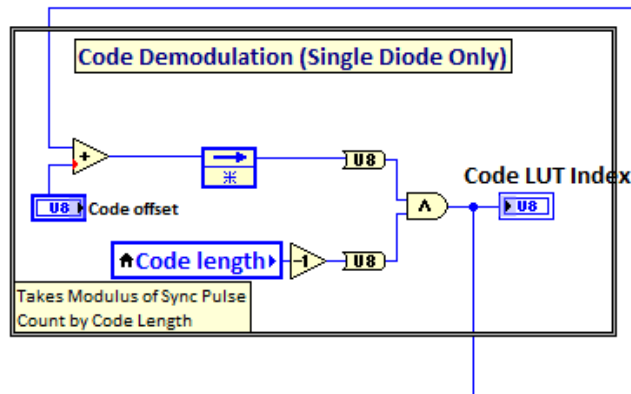 Code Demodulation (Single Diode Only)
+
U8
Code LUT Index
U8 Code offset
Λ
U8
Code length
-1
U8
Takes Modulus of Sync Pulse
Count by Code Length